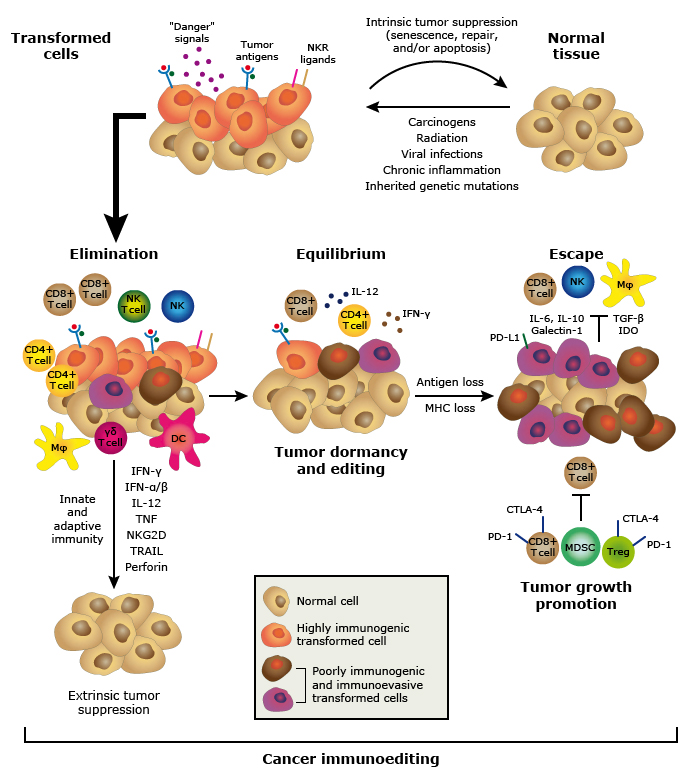 Transformed
cells
"Danger"
signals
Tumor
antigens
NKR
ligands
Intrinsic tumor suppression
(senescence, repair,
and/or apoptosis)
Normal
tissue
Carcinogens
Radiation
Viral infections
Chronic inflammation
Inherited genetic mutations
Elimination
CD8+
T cell
CD8+
T cell
NK
T cell
NK
CD4+
T cell
CD4+
T cell
Mφ
γδ
T cell
DC
Innate
and
adaptive
immunity
IFN-γ
IFN-α/β
IL-12
TNF
NKG2D
TRAIL
Perforin
Extrinsic tumor
suppression
Equilibrium
CD8+
T cell
IL-12
CD4+
T cell
IFN-γ
Tumor dormancy
and editing
Antigen loss
MHC loss
Escape
CD8+
T cell
NK
Mφ
IL-6, IL-10
Galectin-1
TGF-β
IDO
PD-L1
CD8+
T cell
CTLA-4
PD-1
CD8+
T cell
MDSC
Treg
CTLA-4
PD-1
Tumor growth
promotion
Normal cell
Highly immunogenic
transformed cell
Poorly immunogenic
and immunoevasive
transformed cells
Cancer immunoediting